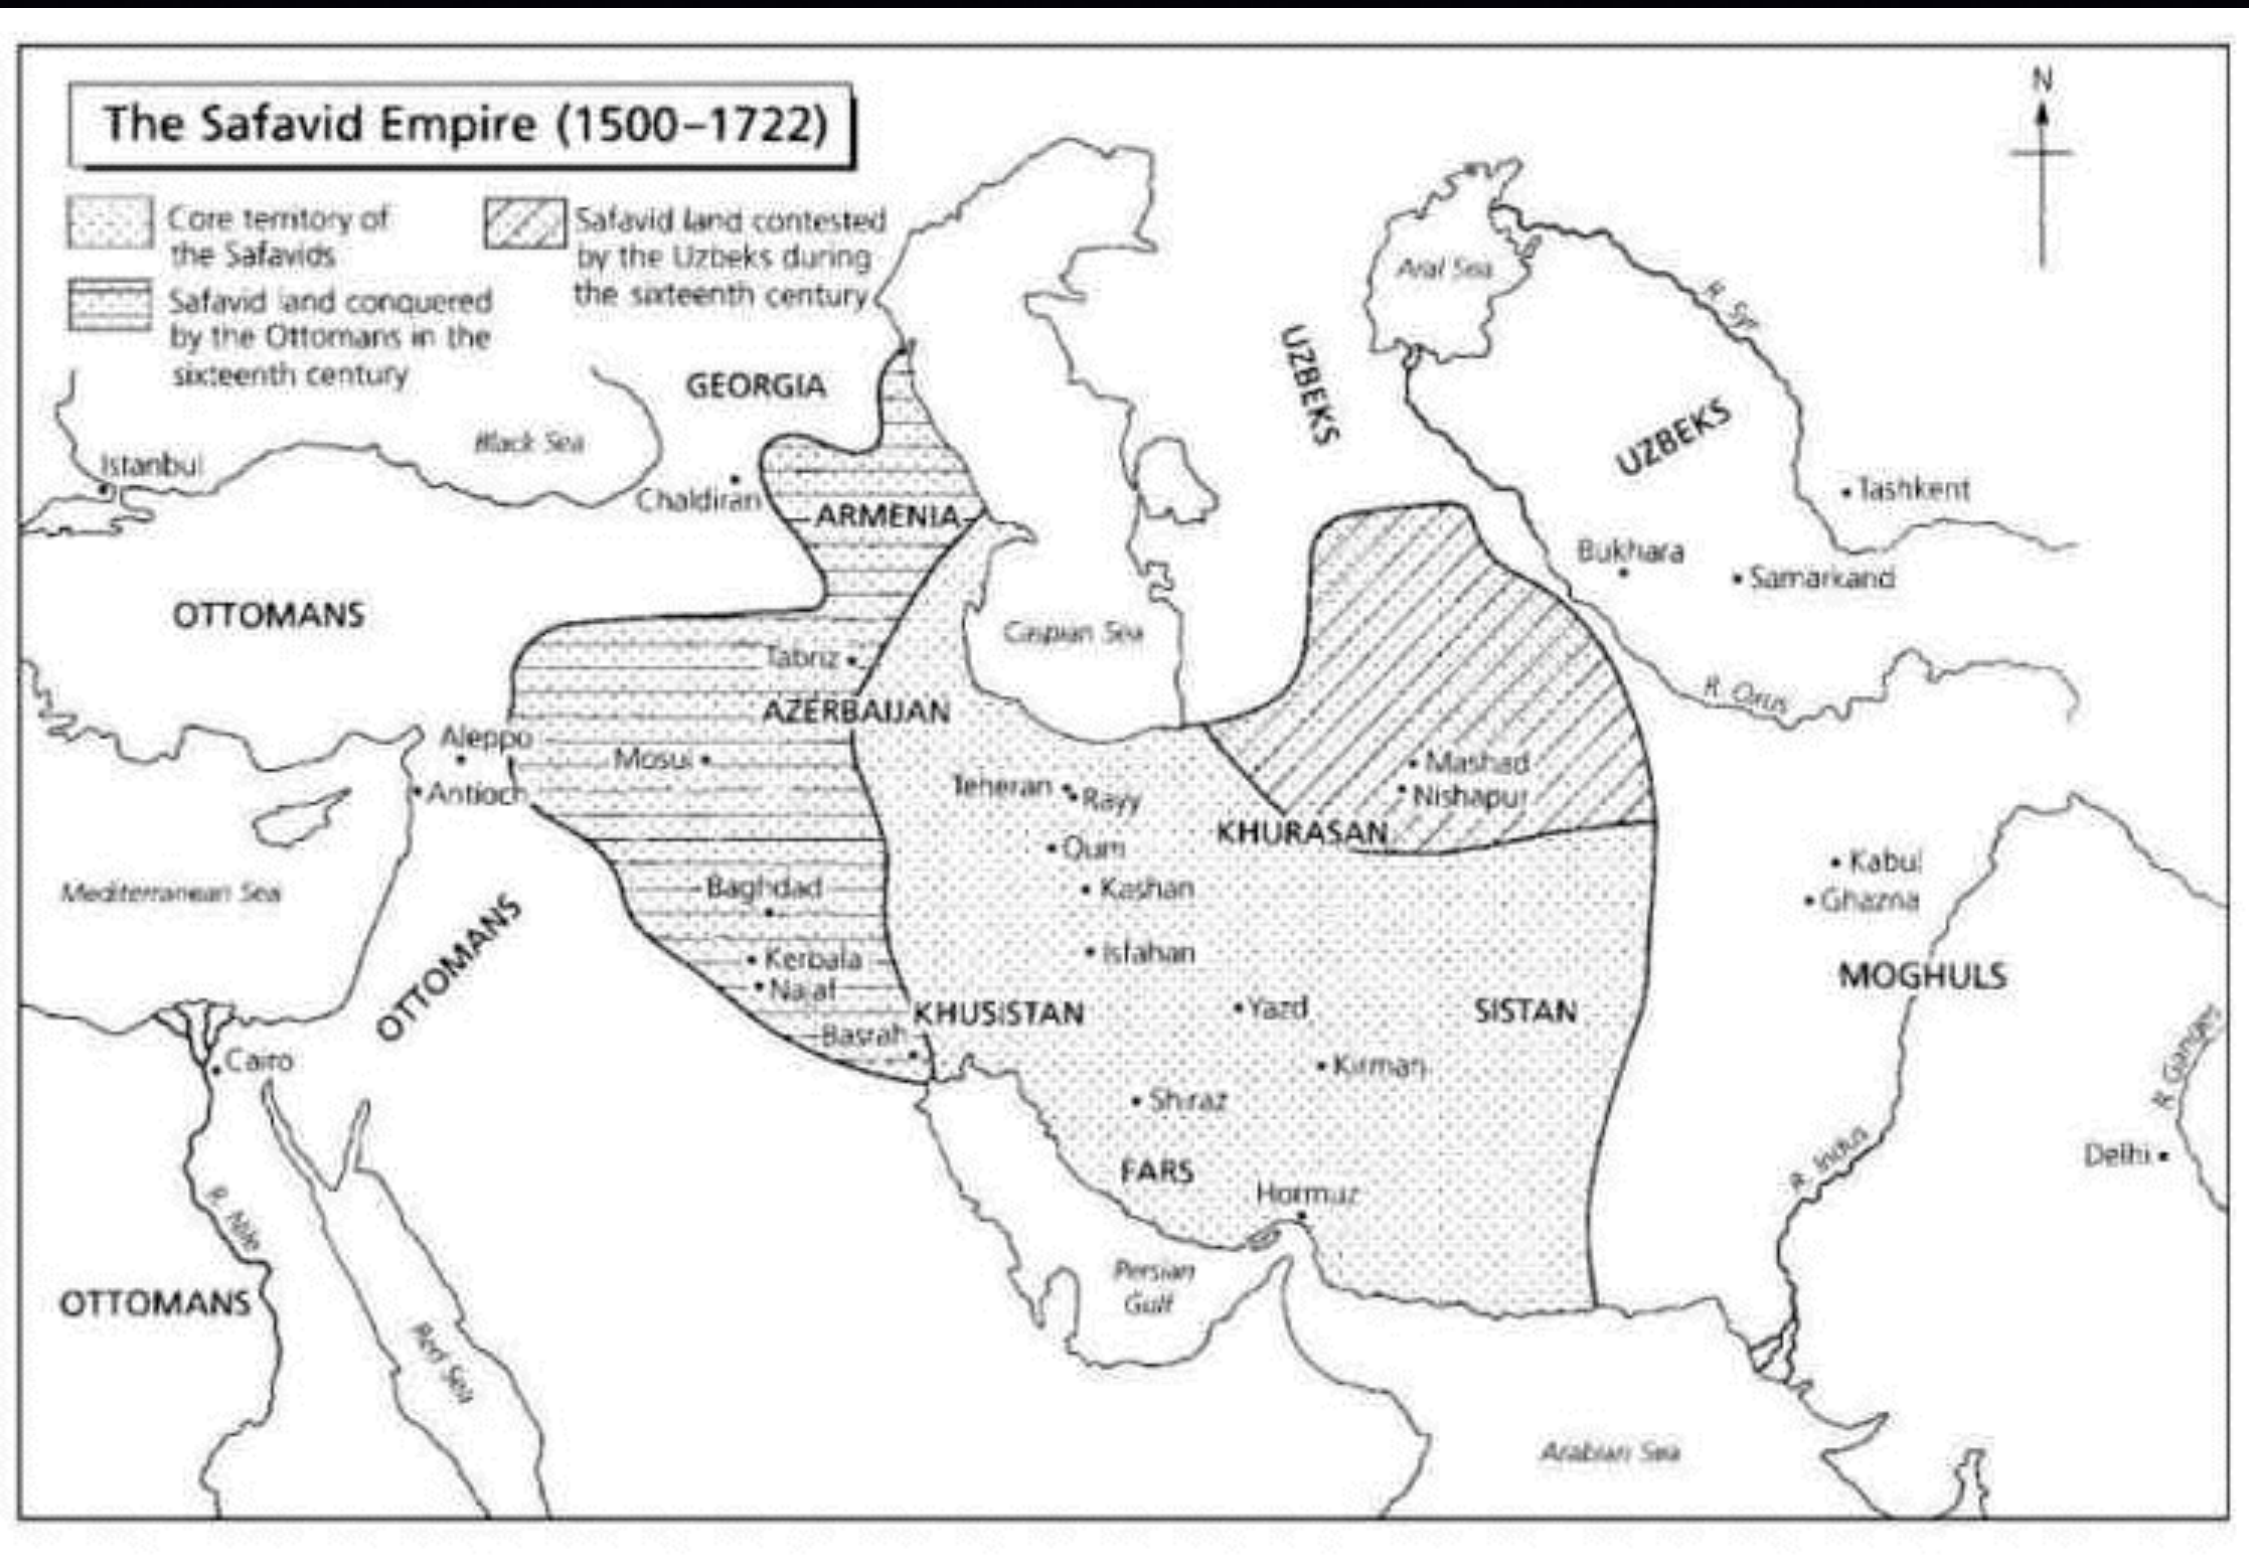 The Safavid Empire (1500–1722)
Core territory of
the Safavids
Safavid land conquered
by the Ottomans in the
sixteenth century
Safavid land contested
by the Uzbeks during
the sixteenth century
N
GEORGIA
Black Sea
Istanbul
Chaldiran
ARMENIA
Aral Sea
R. Syr
UZBEKS
UZBEKS
Tashkent
Bukhara
Samarkand
R. Oxus
OTTOMANS
Caspian Sea
Tabriz
AZERBAIJAN
Aleppo
Mosul
Antioch
Teheran
Rayy
Mashad
Nishapur
KHURASAN
Qum
Kashan
Kabul
Ghazna
Mediterranean Sea
Baghdad
OTTOMANS
Kerbala
Najaf
Isfahan
MOGHULS
KHUSISTAN
Yazd
SISTAN
Basrah
Cairo
Kirman
Shiraz
R. Ganges
R. Indus
Delhi
FARS
Hormuz
R. Nile
Persian
Gulf
OTTOMANS
Red Sea
Arabian Sea